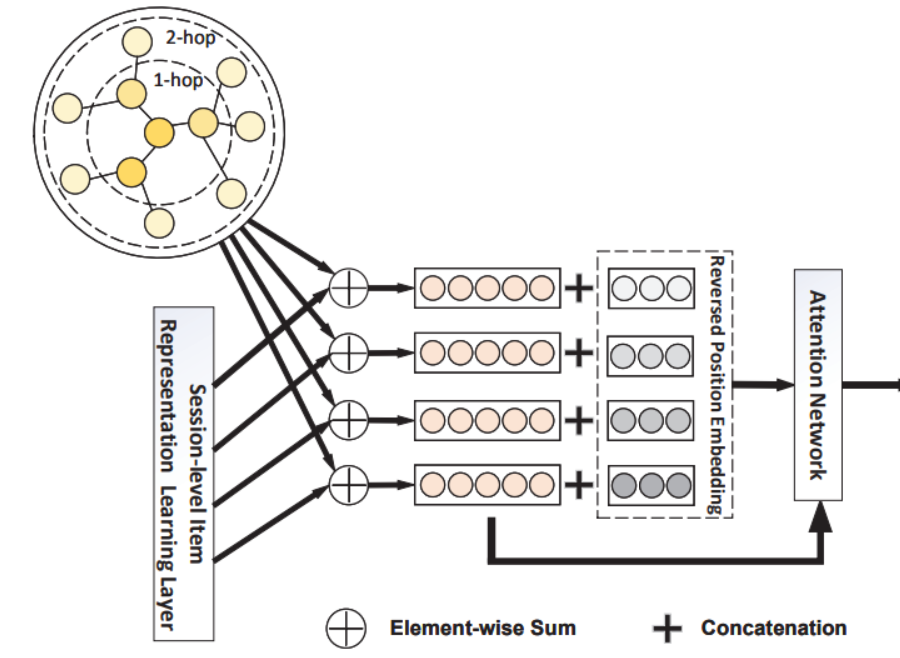 2-hop
1-hop
Reversed Position Embedding
Attention Network
Session-level Item
Representation Learning Layer
Element-wise Sum
Concatenation